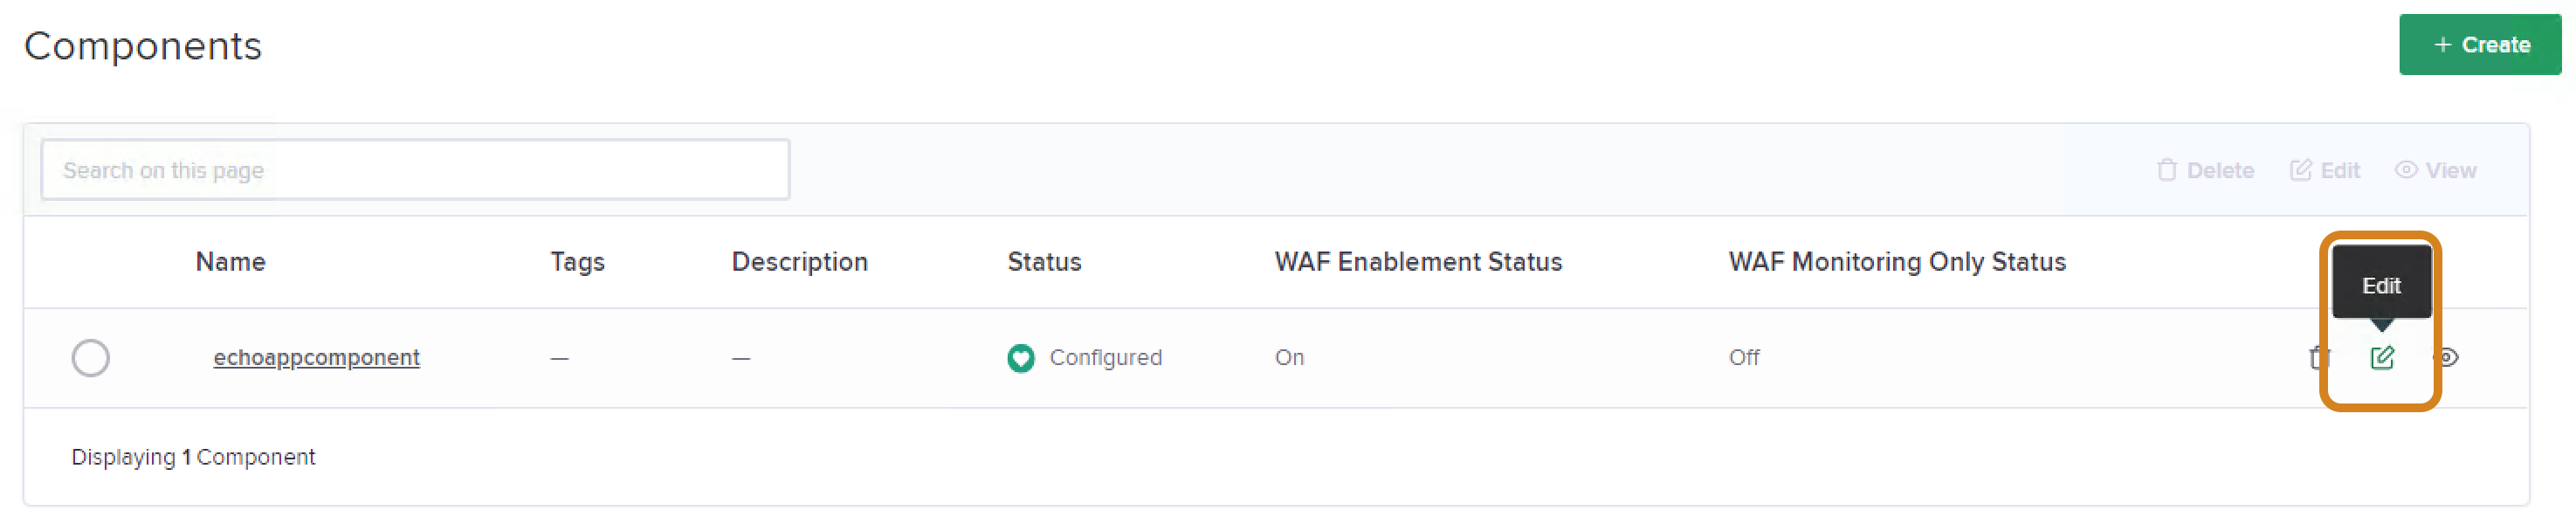 Components
+ Create
Search on this page
Delete Edit View
Name Tags Description Status WAF Enablement Status WAF Monitoring Only Status
Edit
echoappcomponent — — Configured On Off
Displaying 1 Component